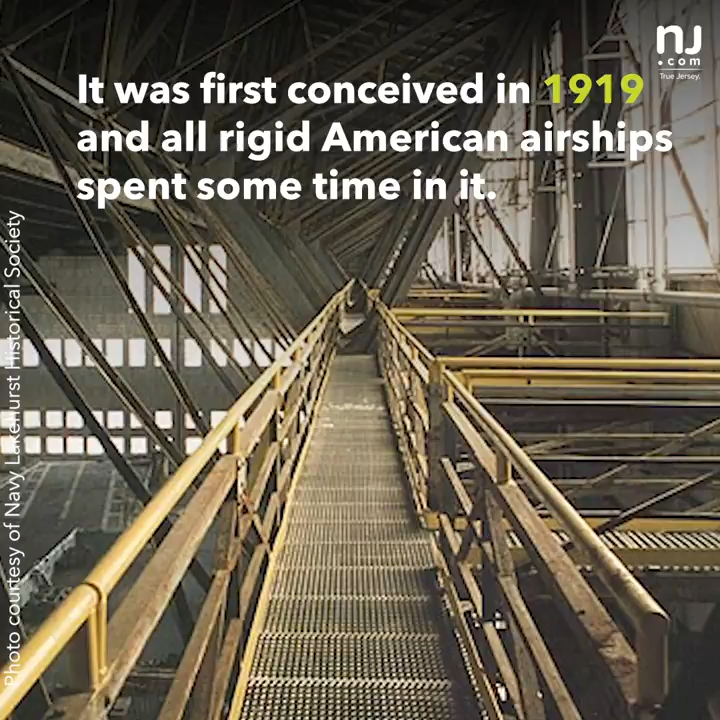 nj
.com
True Jersey.
It was first conceived in 1919
and all rigid American airships
spent some time in it.
Photo courtesy of Navy Lakehurst Historical Society